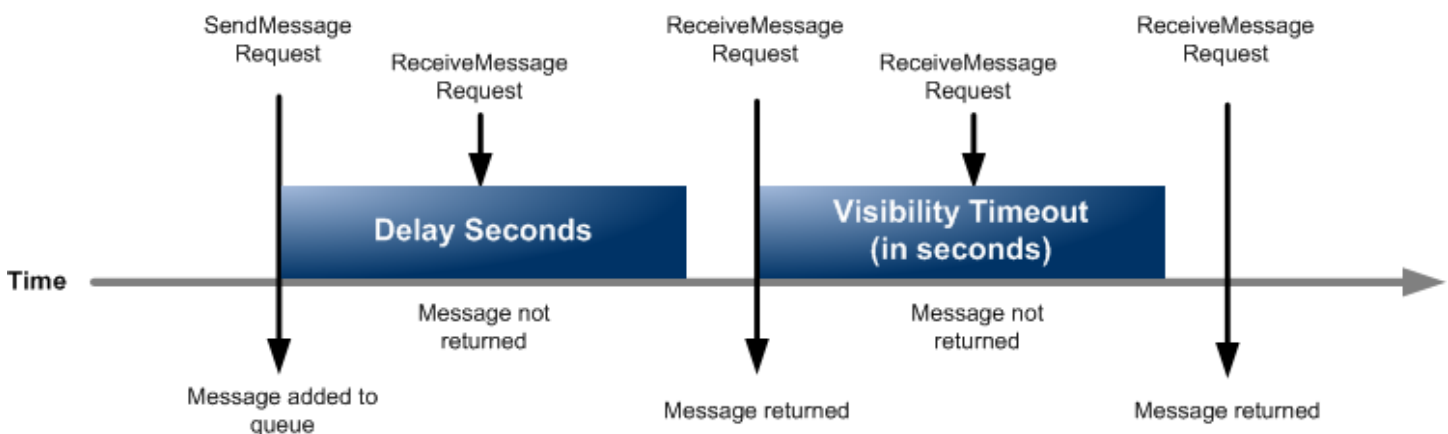 SendMessage
Request
ReceiveMessage
Request
ReceiveMessage
Request
ReceiveMessage
Request
ReceiveMessage
Request
Delay Seconds
Visibility Timeout
(in seconds)
Time
Message not
returned
Message not
returned
Message added to
queue
Message returned
Message returned